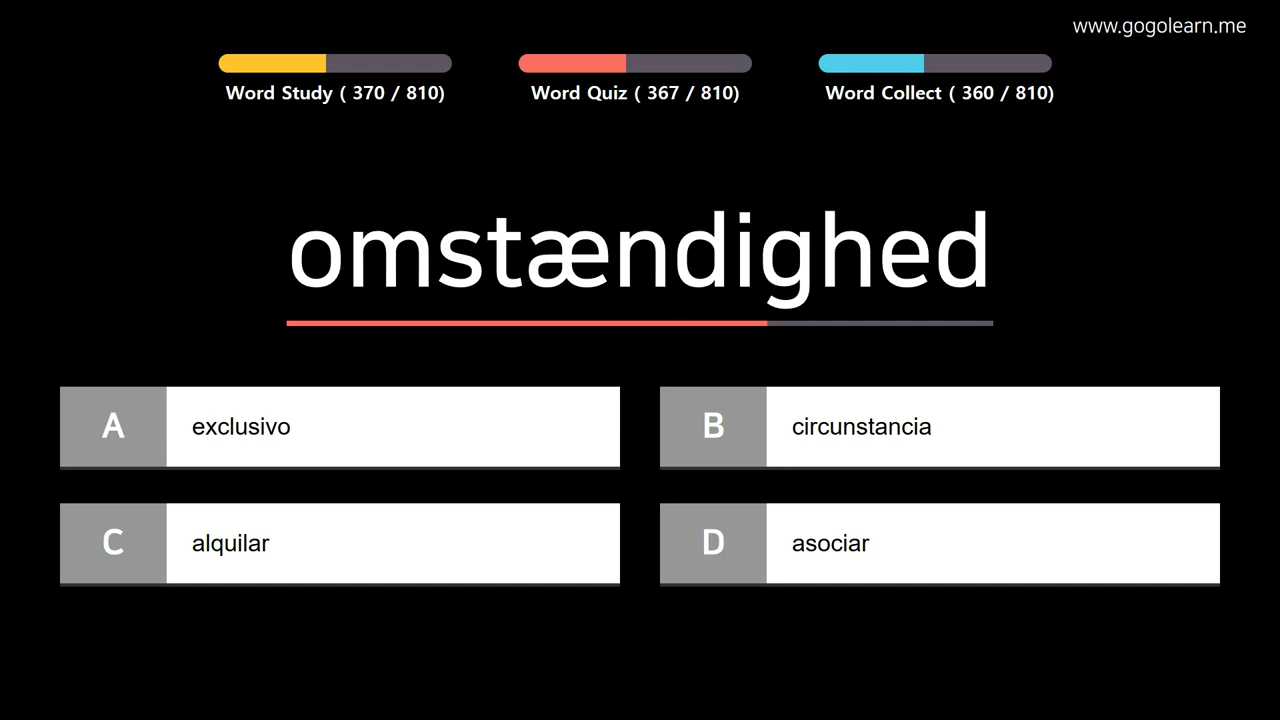 www.gogolearn.me
Word Study ( 370 / 810)
Word Quiz ( 367 / 810)
Word Collect ( 360 / 810)
omstændighed
A exclusivo
B circunstancia
C alquilar
D asociar